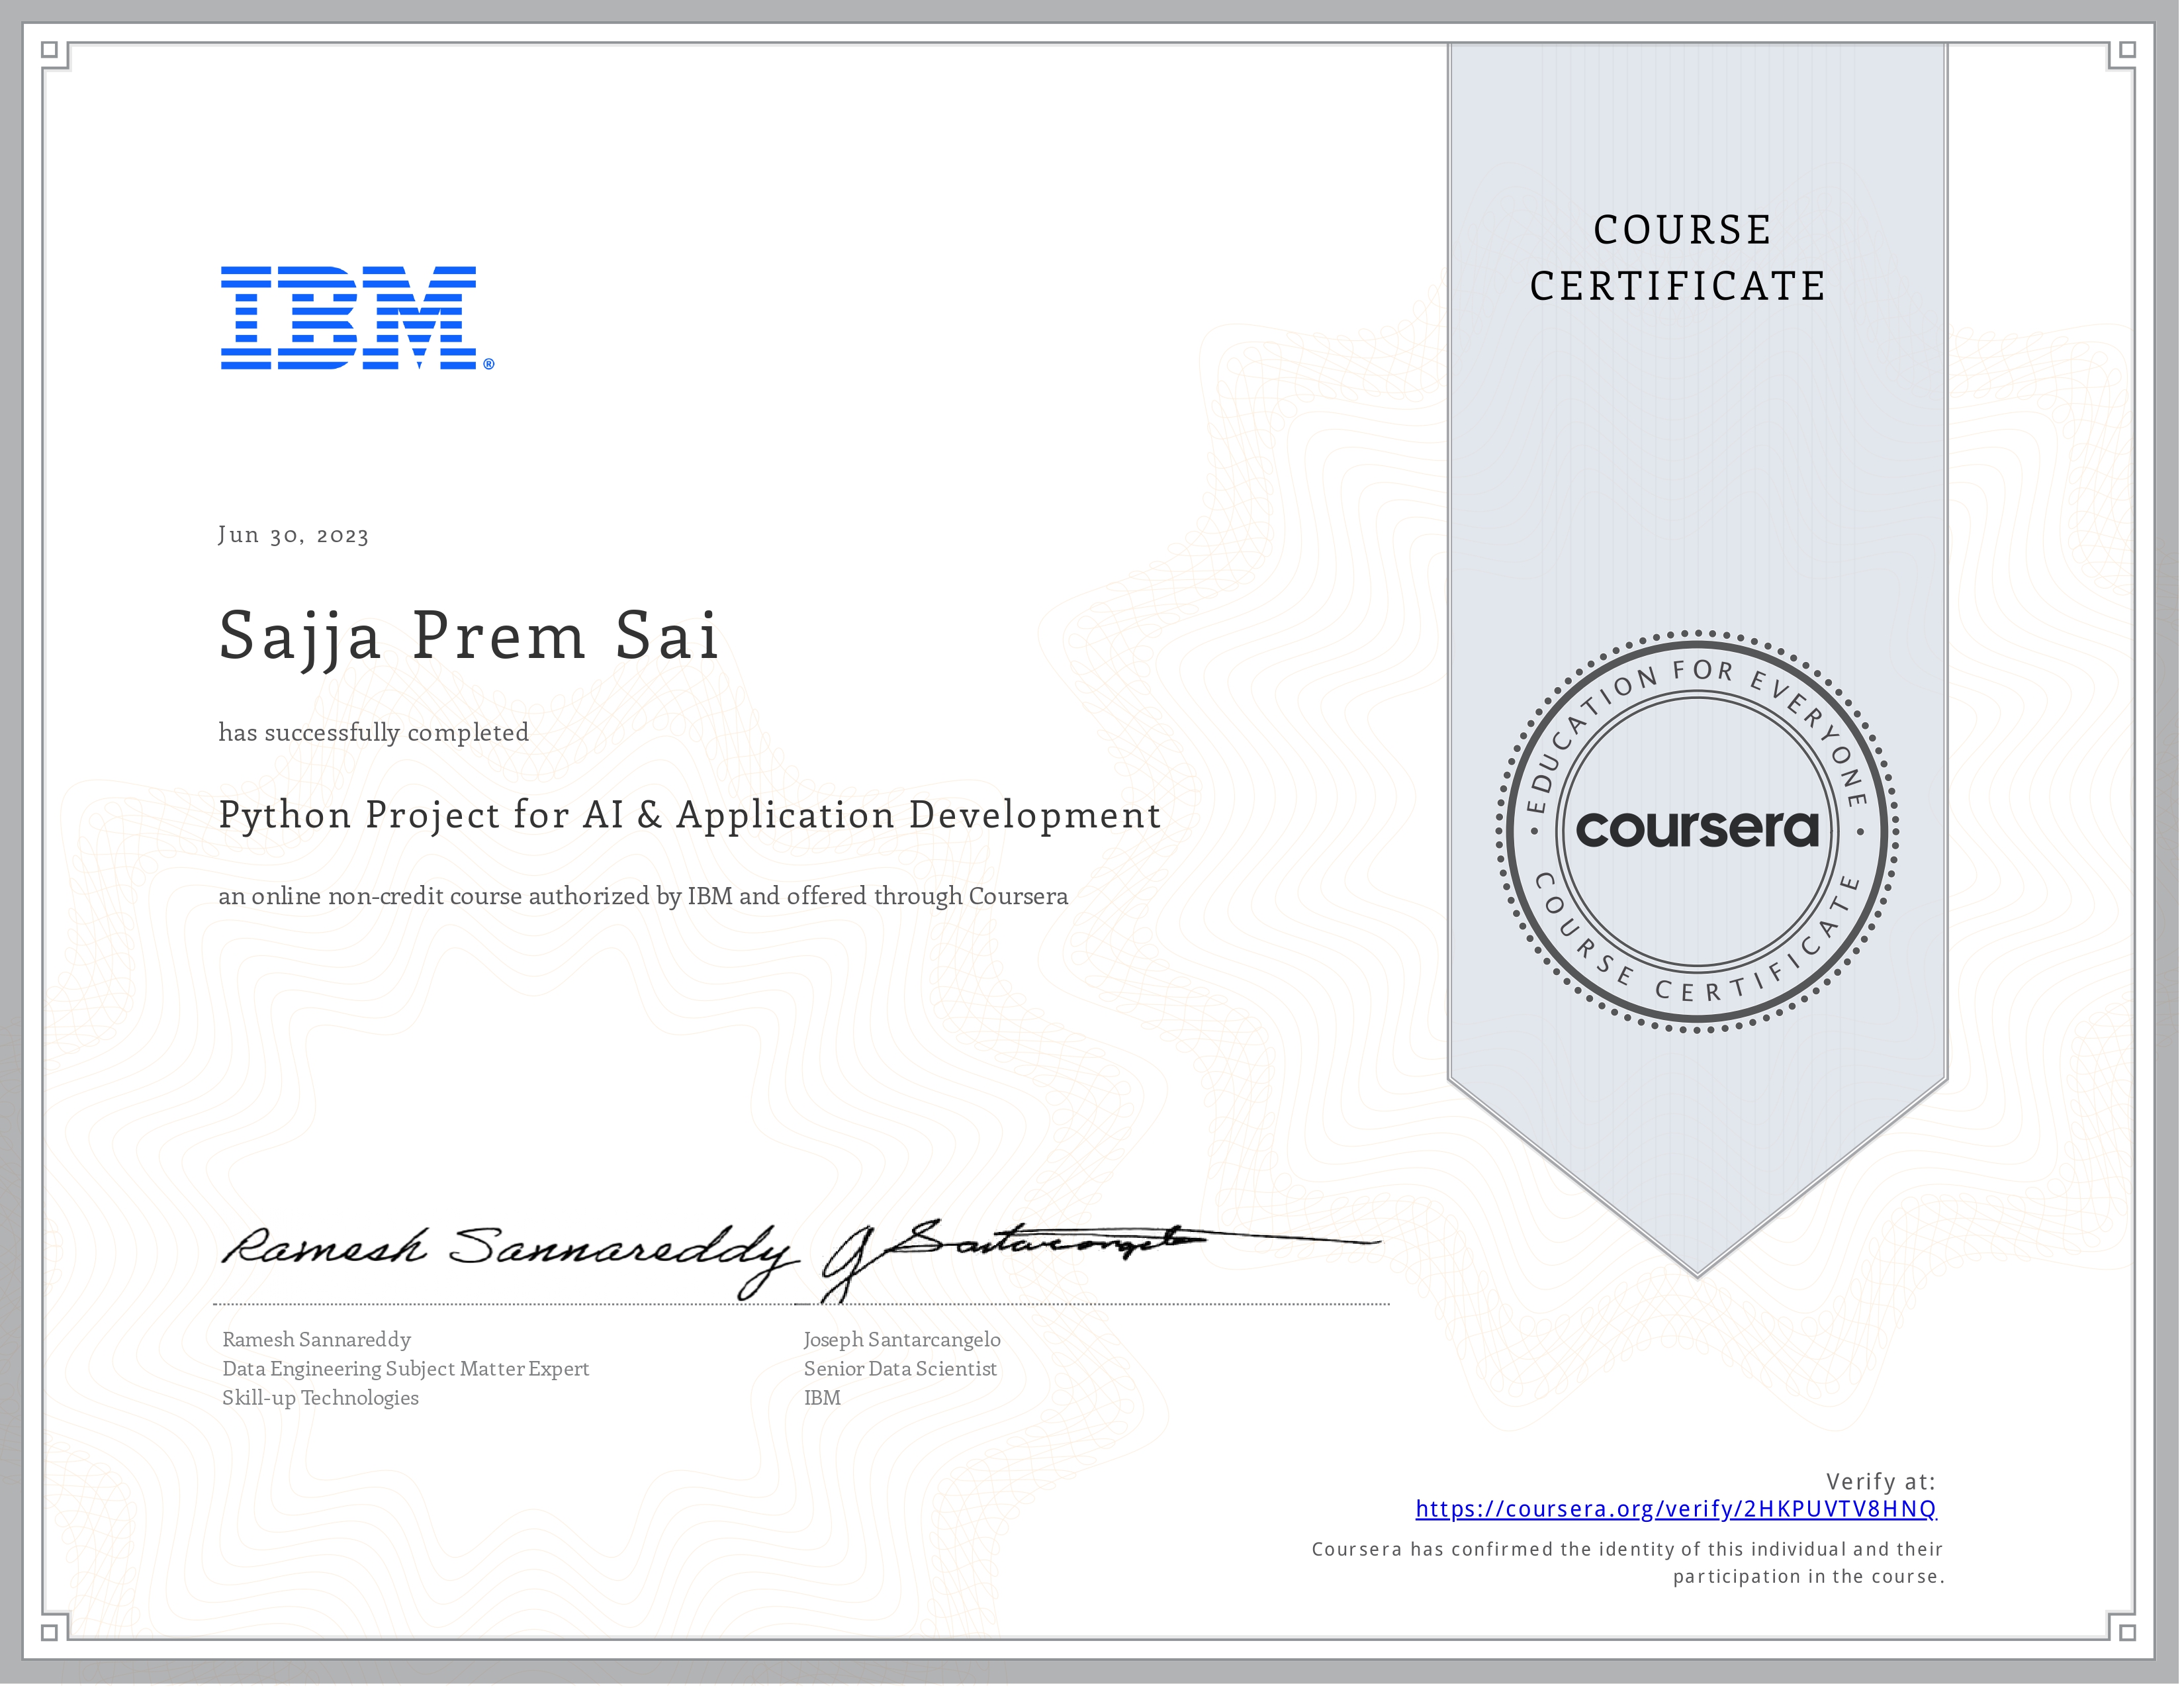 COURSE
CERTIFICATE
IBM®
Jun 30, 2023
Sajja Prem Sai
has successfully completed
Python Project for AI & Application Development
an online non-credit course authorized by IBM and offered through Coursera
EDUCATION FOR EVERYONE
coursera
COURSE CERTIFICATE
Ramesh Sannareddy J Santarcangelo
Ramesh Sannareddy
Data Engineering Subject Matter Expert
Skill-up Technologies
Joseph Santarcangelo
Senior Data Scientist
IBM
Verify at:
https://coursera.org/verify/2HKPUVTV8HNQ
Coursera has confirmed the identity of this individual and their
participation in the course.